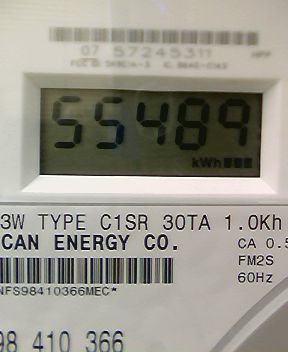 07 57245311
55489
kWh
3W TYPE C1SR 30TA 1.0Kh
CAN ENERGY CO.
CA 0.5
FM2S
60Hz
NFS98410366MEC*
98 410 366